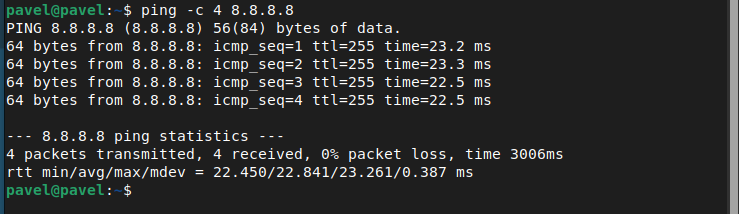 pavel@pavel:~$ ping -c 4 8.8.8.8
PING 8.8.8.8 (8.8.8.8) 56(84) bytes of data.
64 bytes from 8.8.8.8: icmp_seq=1 ttl=255 time=23.2 ms
64 bytes from 8.8.8.8: icmp_seq=2 ttl=255 time=23.3 ms
64 bytes from 8.8.8.8: icmp_seq=3 ttl=255 time=22.5 ms
64 bytes from 8.8.8.8: icmp_seq=4 ttl=255 time=22.5 ms
--- 8.8.8.8 ping statistics ---
4 packets transmitted, 4 received, 0% packet loss, time 3006ms
rtt min/avg/max/mdev = 22.450/22.841/23.261/0.387 ms
pavel@pavel:~$